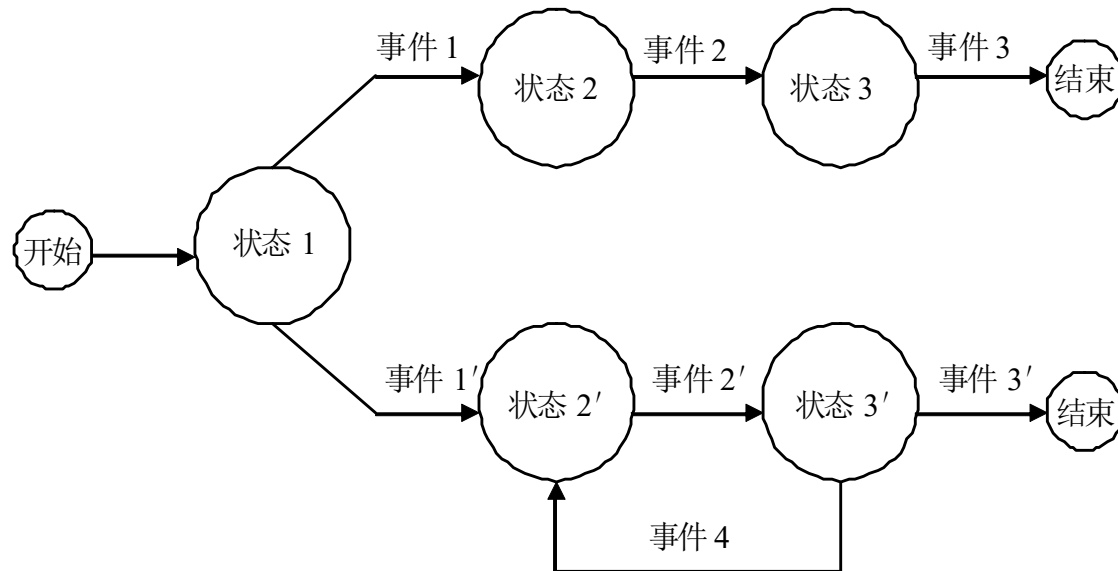 事件 1
事件 2
事件 3
状态 2
状态 3
结束
开始
状态 1
事件 1′
事件 2′
事件 3′
状态 2′
状态 3′
结束
事件 4